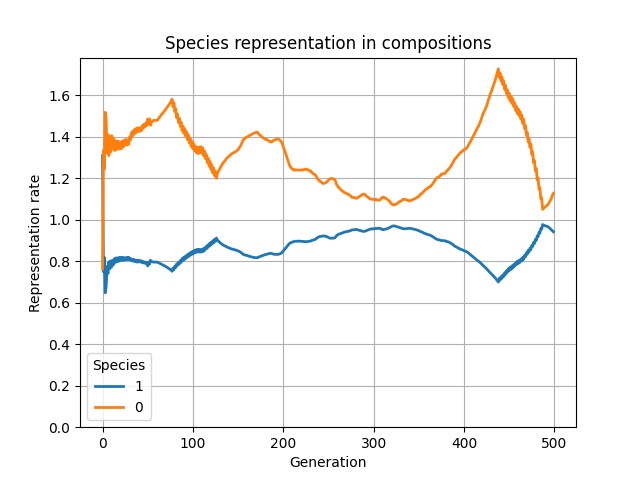 Species representation in compositions
Representation rate
1.6
1.4
1.2
1.0
0.8
0.6
0.4
0.2
0.0
Species
1
0
0 100 200 300 400 500
Generation